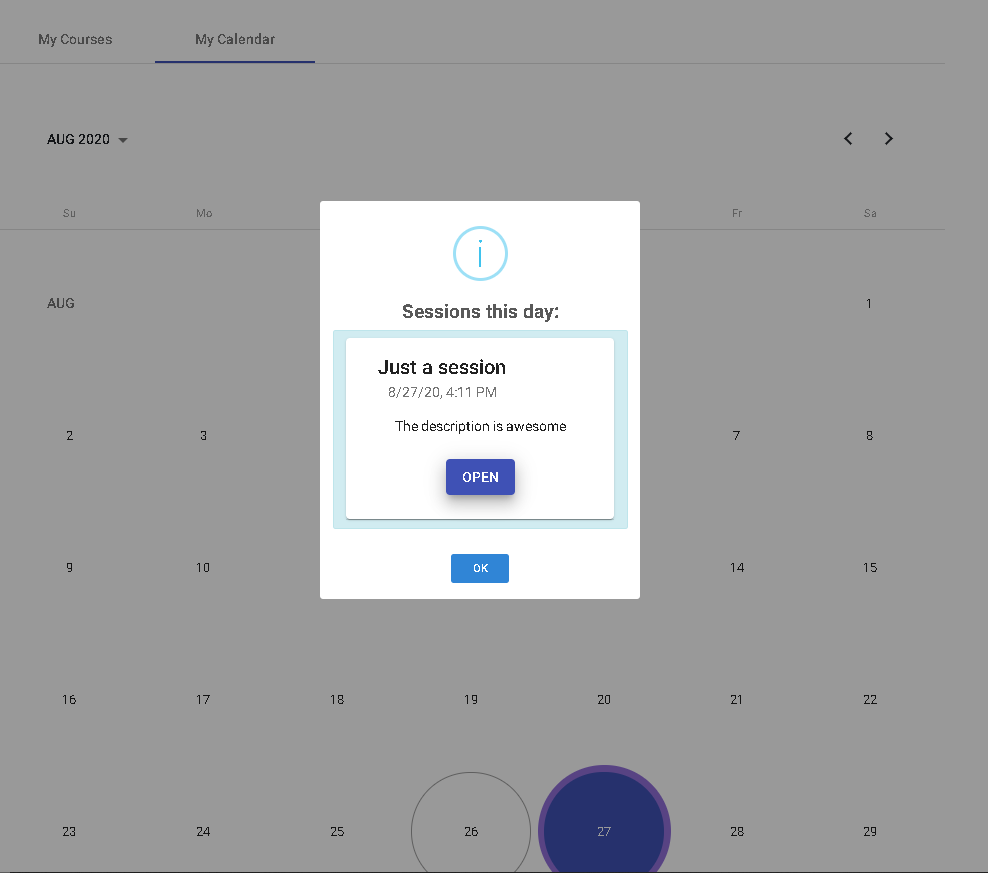 My Courses My Calendar
AUG 2020
Su Mo Fr Sa
i
Sessions this day:
AUG 1
Just a session
8/27/20, 4:11 PM
The description is awesome
2 3 7 8
OPEN
9 10 14 15
OK
16 17 18 19 20 21 22
23 24 25 26 27 28 29